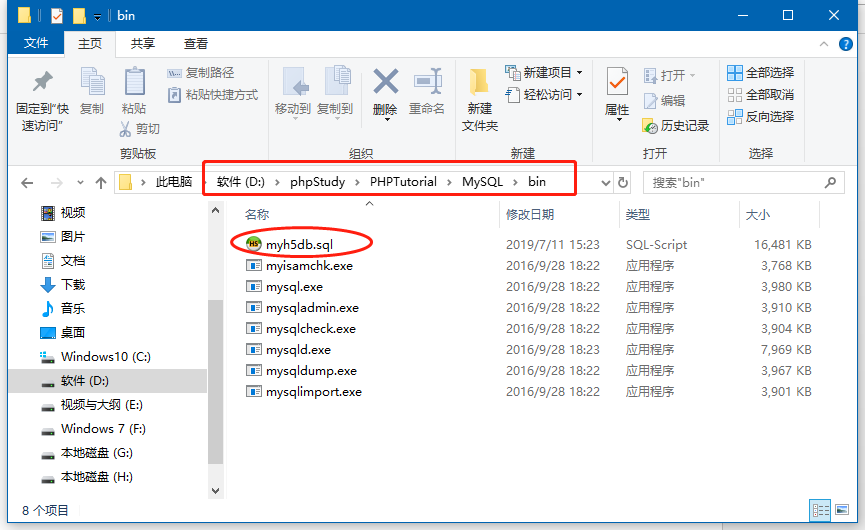 bin
文件 主页 共享 查看
固定到"快速访问" 复制 粘贴 复制路径 粘贴快捷方式 剪切 移动到 复制到 删除 重命名 新建文件夹 新建项目 轻松访问 属性 打开 编辑 历史记录 全部选择 全部取消 反向选择
剪贴板 组织 新建 打开 选择
此电脑 软件 (D:) phpStudy PHPTutorial MySQL bin 搜索"bin"
名称 修改日期 类型 大小
视频
图片
文档
下载
音乐
桌面
Windows10 (C:)
软件 (D:)
视频与大纲 (E:)
Windows 7 (F:)
本地磁盘 (G:)
本地磁盘 (H:)
HS myh5db.sql 2019/7/11 15:23 SQL-Script 16,481 KB
myisamchk.exe 2016/9/28 18:22 应用程序 3,768 KB
mysql.exe 2016/9/28 18:22 应用程序 3,980 KB
mysqladmin.exe 2016/9/28 18:22 应用程序 3,910 KB
mysqlcheck.exe 2016/9/28 18:22 应用程序 3,904 KB
mysqld.exe 2016/9/28 18:23 应用程序 7,969 KB
mysqldump.exe 2016/9/28 18:22 应用程序 3,967 KB
mysqlimport.exe 2016/9/28 18:22 应用程序 3,901 KB
8 个项目